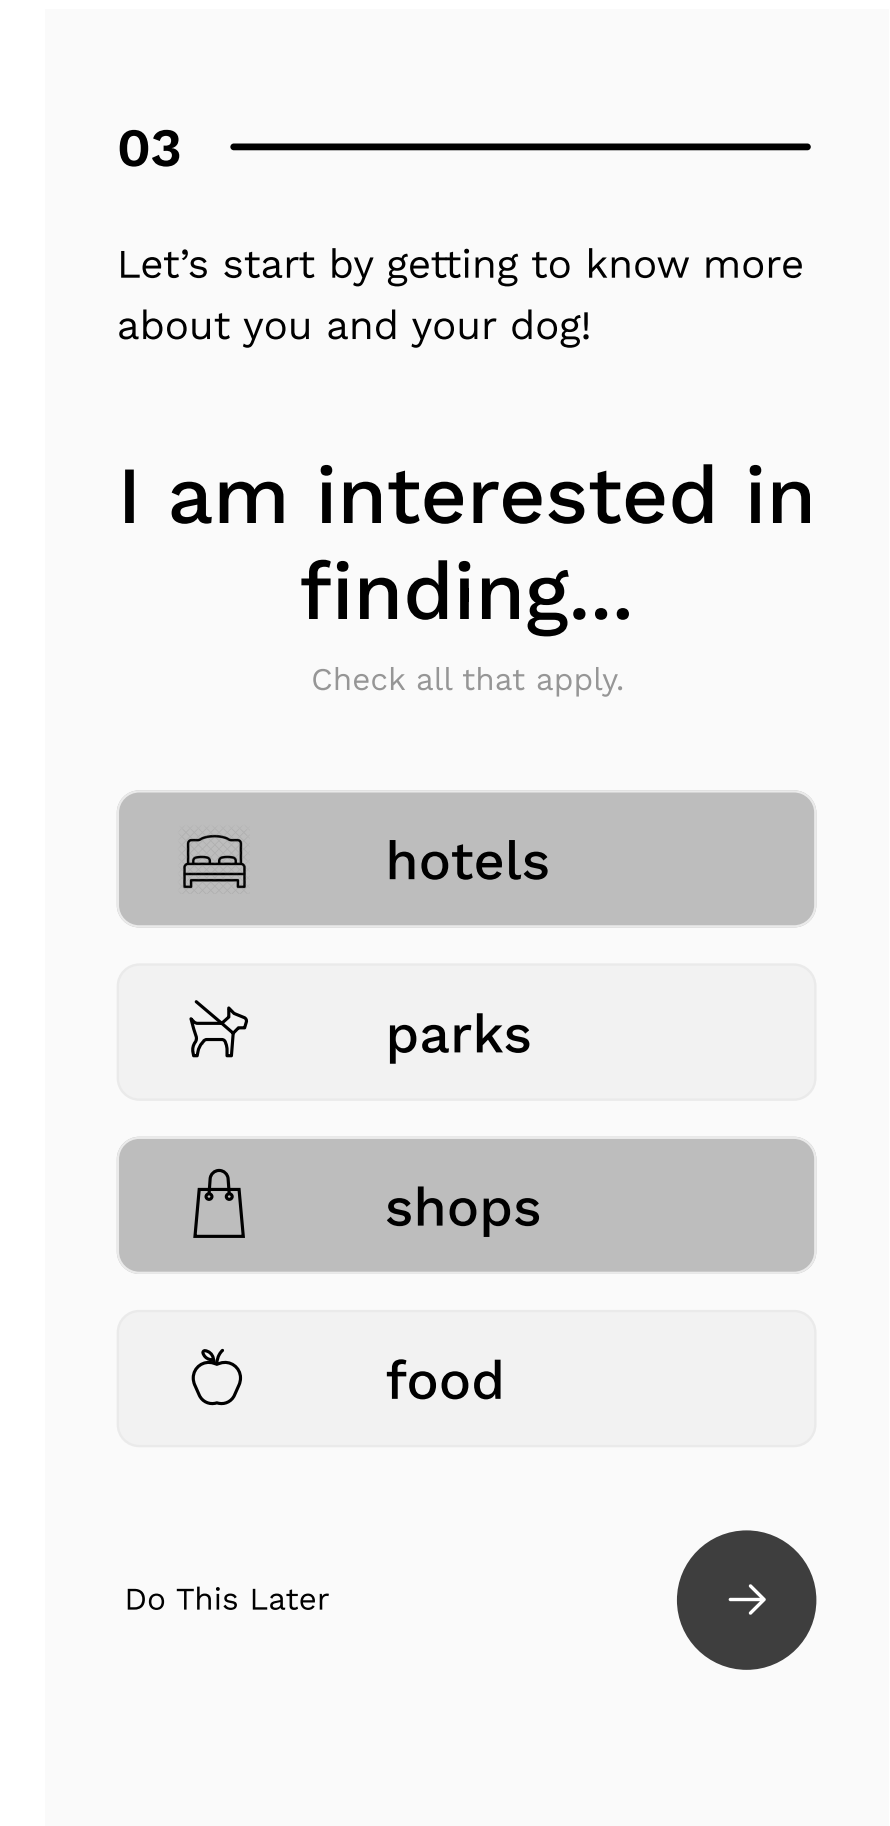 03
Let’s start by getting to know more
about you and your dog!
I am interested in
finding...
Check all that apply.
hotels
parks
shops
food
Do This Later